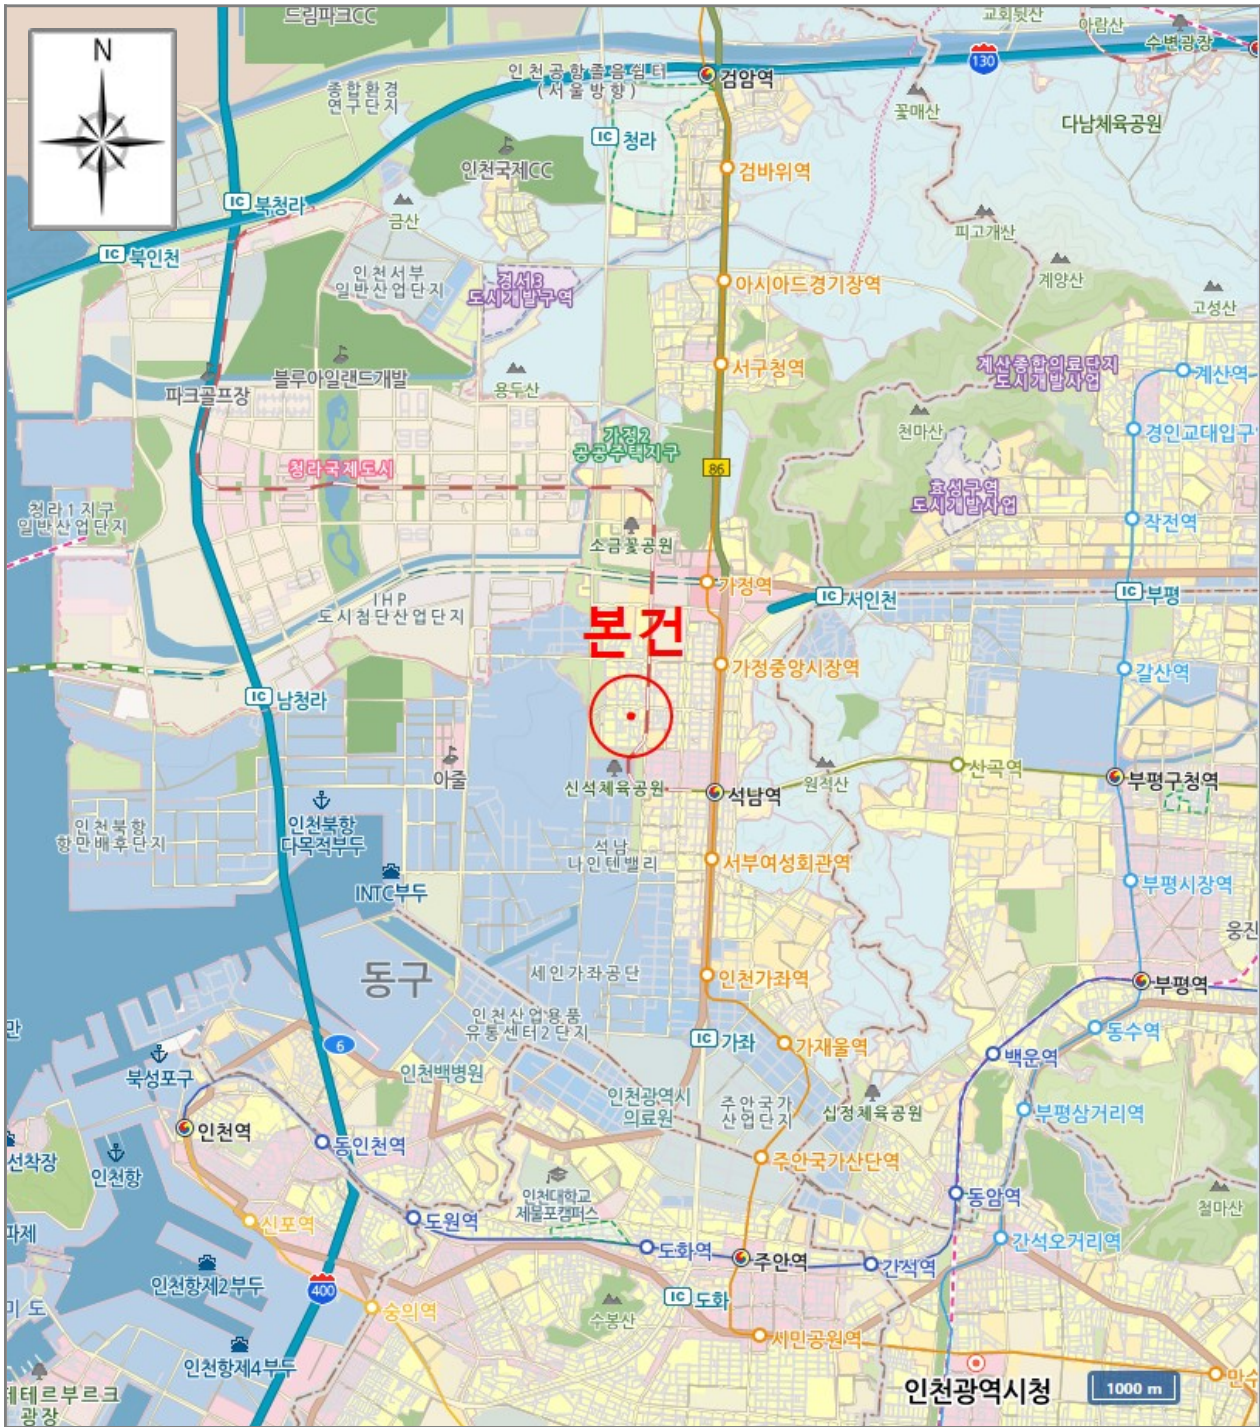 드림파크CC
교회뒷산
아람산
수변광장
N
130
인천공항졸음쉼터
(서울방향)
검암역
종합환경
연구단지
꽃매산
다남체육공원
IC 청라
인천국제CC
검바위역
IC 북청라
금산
피고개산
IC 북인천
인천서부
일반산업단지
경서3
도시개발구역
아시아드경기장역
계양산
고성산
블루아일랜드개발
파크골프장
용두산
서구청역
계산종합의료단지
도시개발사업
계산역
천마산
경인교대입구
가정2
공공주택지구
86
청라국제도시
효성구역
도시개발사업
청라1지구
일반산업단지
작전역
소금꽃공원
가정역
IC 서인천
IC 부평
IHP
도시첨단산업단지
본건
가정중앙시장역
갈산역
IC 남청라
아줄
신석체육공원
석남역
원적산
산곡역
부평구청역
인천북항
항만배후단지
인천북항
다목적부두
석남
나인텐밸리
서부여성회관역
INTC부두
부평시장역
웅진
동구
세인가좌공단
인천가좌역
부평역
인천산업용품
유통센터2단지
만
6
IC 가좌
가재울역
동수역
북성포구
인천백병원
백운역
인천광역시
의료원
주안국가
산업단지
십정체육공원
부평삼거리역
인천역
동인천역
선착장
인천항
주안국가산단역
인천대학교
제물포캠퍼스
동암역
철마산
신포역
도원역
파제
도화역
주안역
간석역
간석오거리역
인천항제2부두
400
IC 도화
미도
숭의역
수봉산
시민공원역
인천항제4부두
인천광역시청
1000 m
만수
테르부르크
광장